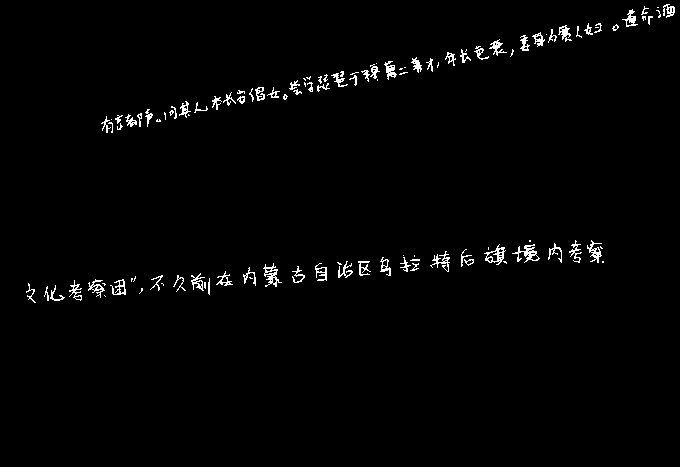 有京都声。问其人本长安倡女。尝学琵琶于穆曹二善才,年长色衰,委身为贾人妇。遂命酒
文化考察团”,不久前在内蒙古自治区乌拉特后旗境内考察